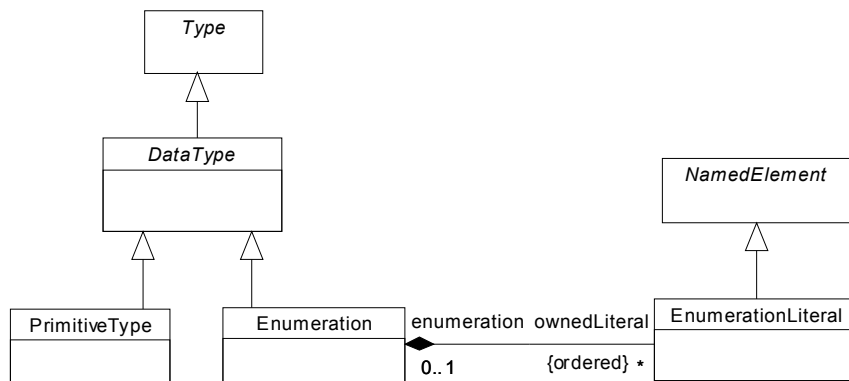 Type
DataType
NamedElement
PrimitiveType
Enumeration
enumeration ownedLiteral
EnumerationLiteral
0..1
{ordered} *